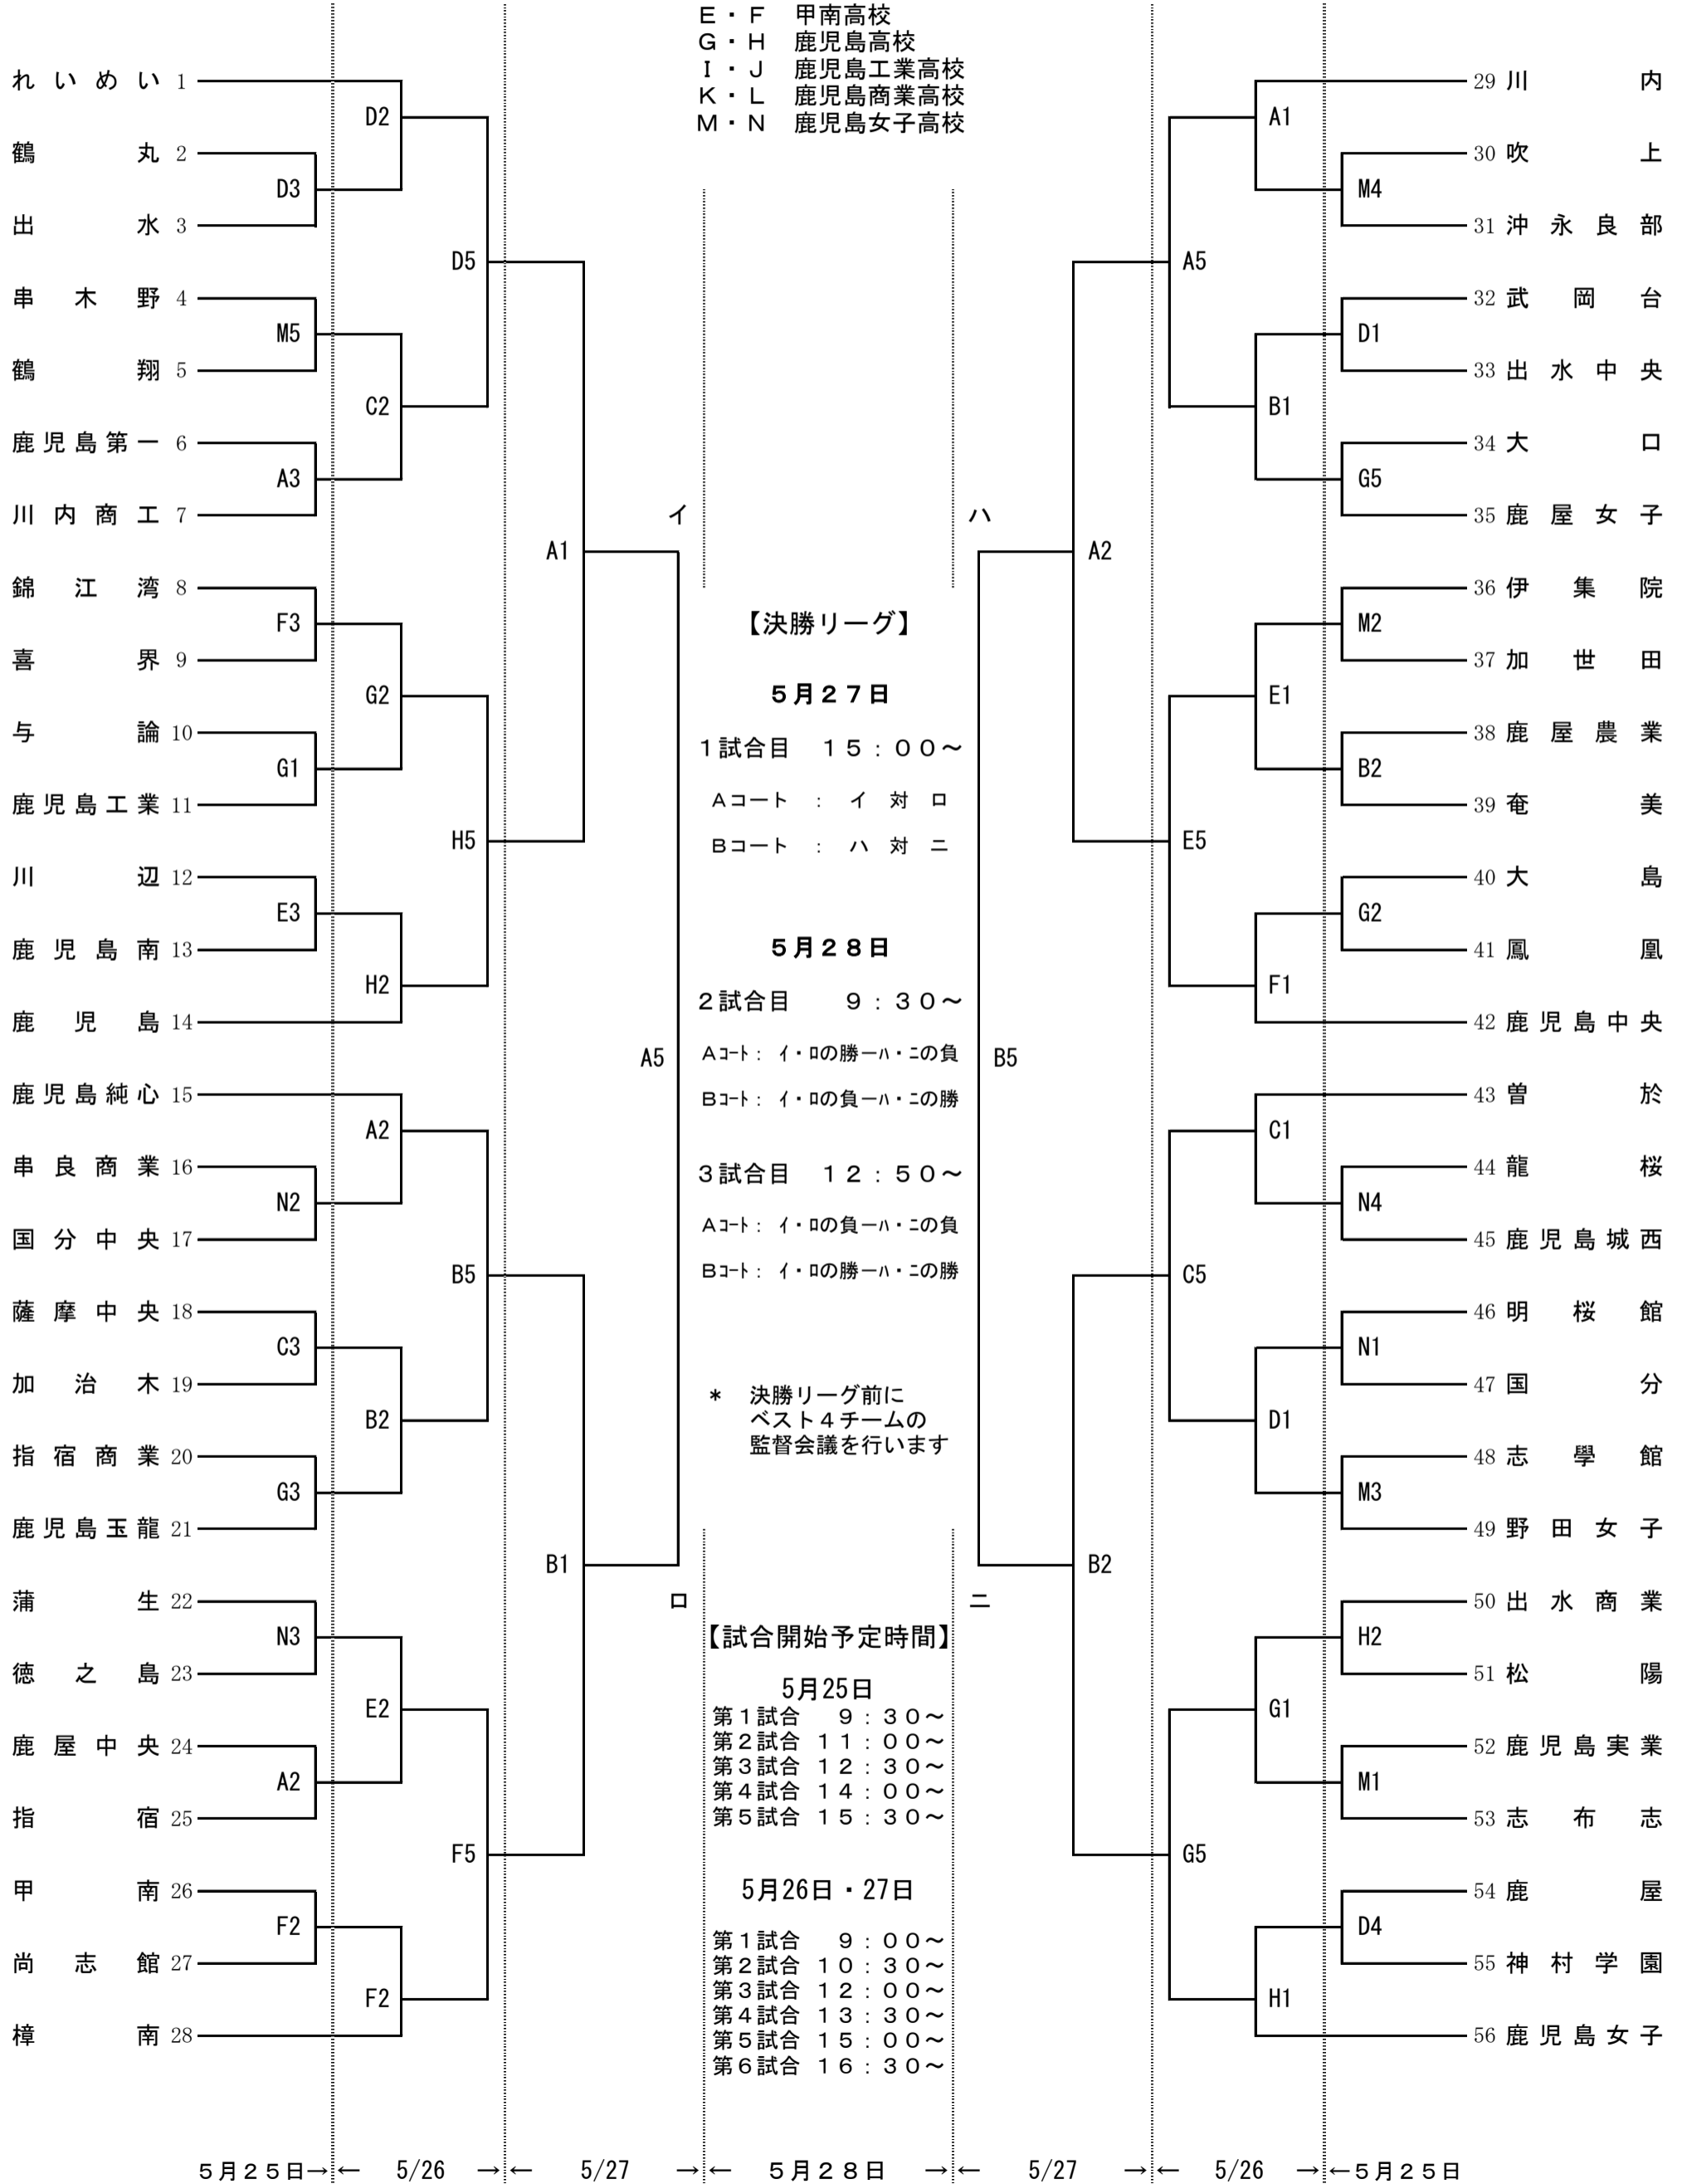 E・F 甲南高校
G・H 鹿児島高校
I・J 鹿児島工業高校
K・L 鹿児島商業高校
M・N 鹿児島女子高校
れいめい 1
鶴丸 2
出水 3
串木野 4
鶴翔 5
鹿児島第一 6
川内商工 7
錦江湾 8
喜界 9
与論 10
鹿児島工業 11
川辺 12
鹿児島南 13
鹿児島 14
鹿児島純心 15
串良商業 16
国分中央 17
薩摩中央 18
加治木 19
指宿商業 20
鹿児島玉龍 21
蒲生 22
徳之島 23
鹿屋中央 24
指宿 25
甲南 26
尚志館 27
樟南 28
D3
M5
A3
F3
G1
E3
N2
C3
G3
N3
A2
F2
D2
C2
G2
H2
A2
B2
E2
F2
D5
H5
B5
F5
A1
B1
A5
イ
ロ
【決勝リーグ】
5月27日
1試合目 15:00～
Aコート : イ 対 ロ
Bコート : ハ 対 ニ
5月28日
2試合目 9:30～
Aｺｰﾄ: ｲ・ﾛの勝ーﾊ・ﾆの負
Bｺｰﾄ: ｲ・ﾛの負ーﾊ・ﾆの勝
3試合目 12:50～
Aｺｰﾄ: ｲ・ﾛの負ーﾊ・ﾆの負
Bｺｰﾄ: ｲ・ﾛの勝ーﾊ・ﾆの勝
* 決勝リーグ前に
ベスト4チームの
監督会議を行います
【試合開始予定時間】
5月25日
第1試合 9:30～
第2試合 11:00～
第3試合 12:30～
第4試合 14:00～
第5試合 15:30～
5月26日・27日
第1試合 9:00～
第2試合 10:30～
第3試合 12:00～
第4試合 13:30～
第5試合 15:00～
第6試合 16:30～
ハ
ニ
B5
A2
B2
A5
E5
C5
G5
A1
B1
E1
F1
C1
D1
G1
H1
M4
D1
G5
M2
B2
G2
N4
N1
M3
H2
M1
D4
29 川内
30 吹上
31 沖永良部
32 武岡台
33 出水中央
34 大口
35 鹿屋女子
36 伊集院
37 加世田
38 鹿屋農業
39 奄美
40 大島
41 鳳凰
42 鹿児島中央
43 曽於
44 龍桜
45 鹿児島城西
46 明桜館
47 国分
48 志學館
49 野田女子
50 出水商業
51 松陽
52 鹿児島実業
53 志布志
54 鹿屋
55 神村学園
56 鹿児島女子
5月25日→← 5/26 →← 5/27 →← 5月28日 →← 5/27 →← 5/26 →←5月25日